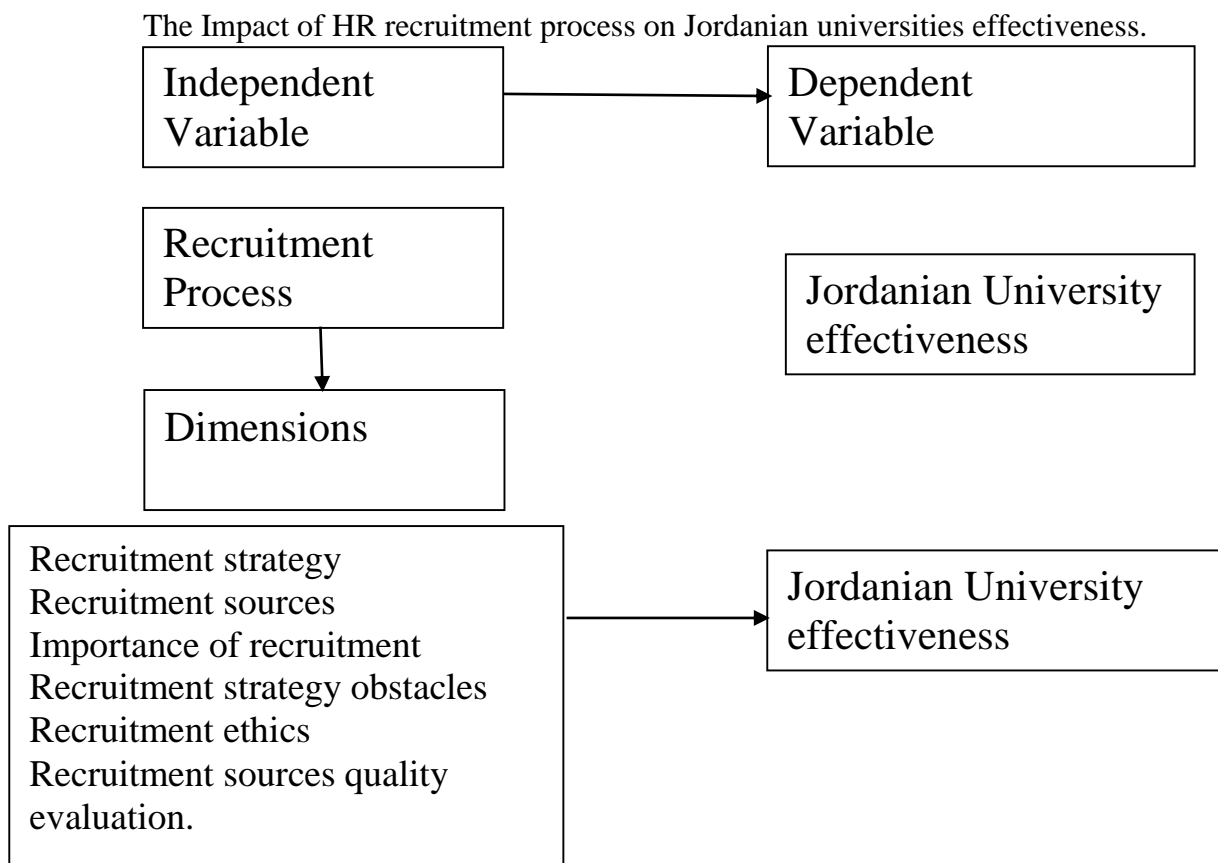 The Impact of HR recruitment process on Jordanian universities effectiveness.
Independent
Variable
Dependent
Variable
Recruitment
Process
Jordanian University
effectiveness
Dimensions
Recruitment strategy
Recruitment sources
Importance of recruitment
Recruitment strategy obstacles
Recruitment ethics
Recruitment sources quality
evaluation.
Jordanian University
effectiveness